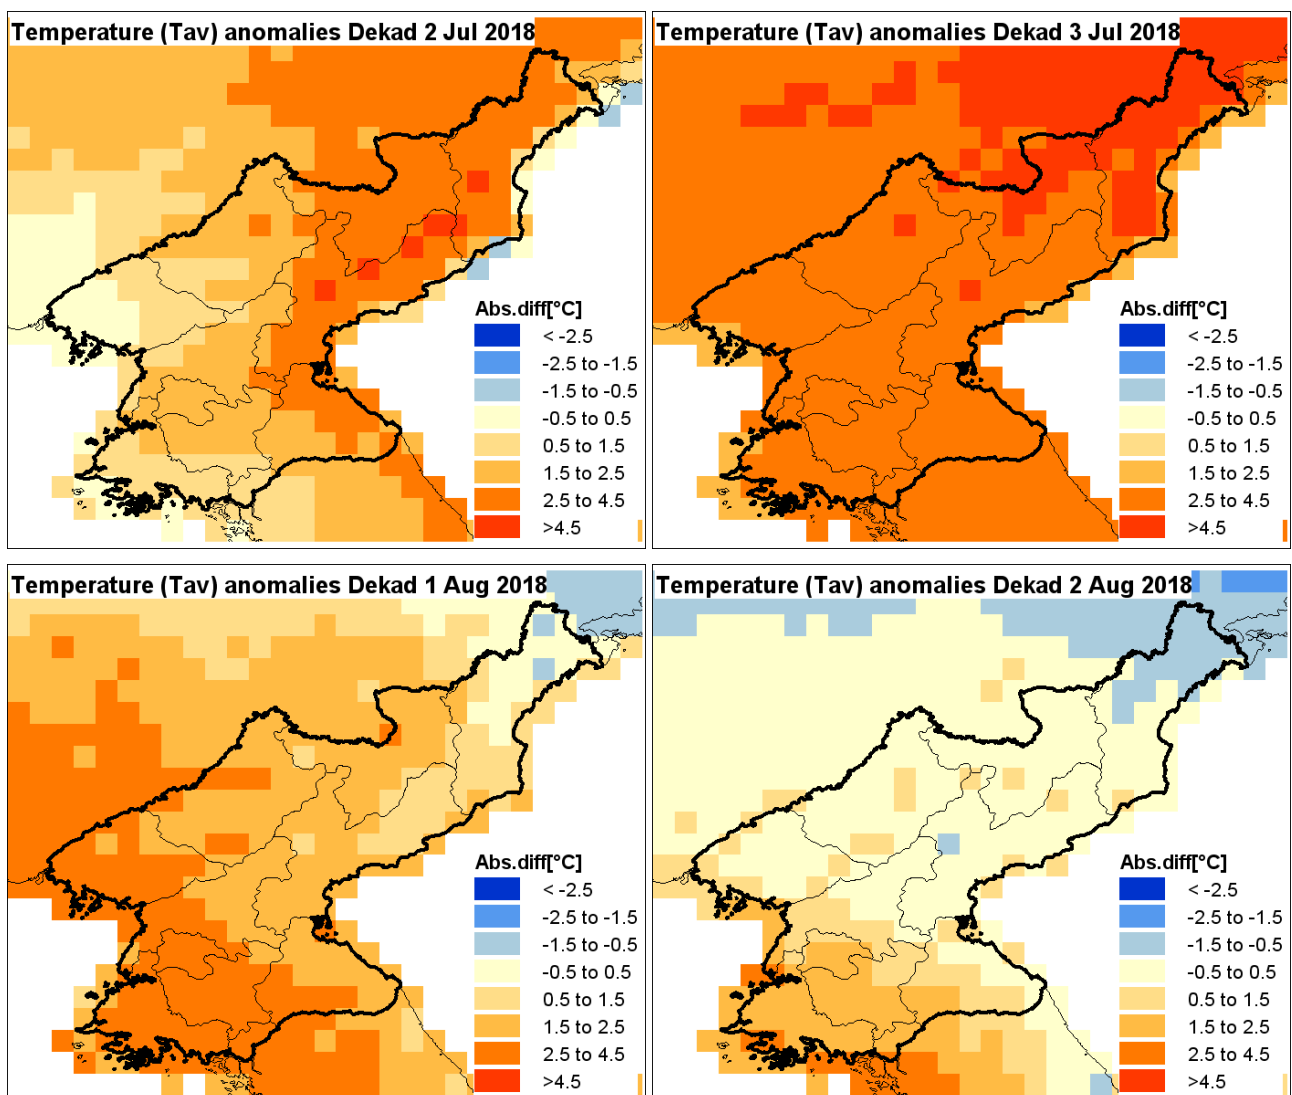 Temperature (Tav) anomalies Dekad 2 Jul 2018
Abs.diff[°C]
< -2.5
-2.5 to -1.5
-1.5 to -0.5
-0.5 to 0.5
0.5 to 1.5
1.5 to 2.5
2.5 to 4.5
>4.5
Temperature (Tav) anomalies Dekad 3 Jul 2018
Abs.diff[°C]
< -2.5
-2.5 to -1.5
-1.5 to -0.5
-0.5 to 0.5
0.5 to 1.5
1.5 to 2.5
2.5 to 4.5
>4.5
Temperature (Tav) anomalies Dekad 1 Aug 2018
Abs.diff[°C]
< -2.5
-2.5 to -1.5
-1.5 to -0.5
-0.5 to 0.5
0.5 to 1.5
1.5 to 2.5
2.5 to 4.5
>4.5
Temperature (Tav) anomalies Dekad 2 Aug 2018
Abs.diff[°C]
< -2.5
-2.5 to -1.5
-1.5 to -0.5
-0.5 to 0.5
0.5 to 1.5
1.5 to 2.5
2.5 to 4.5
>4.5